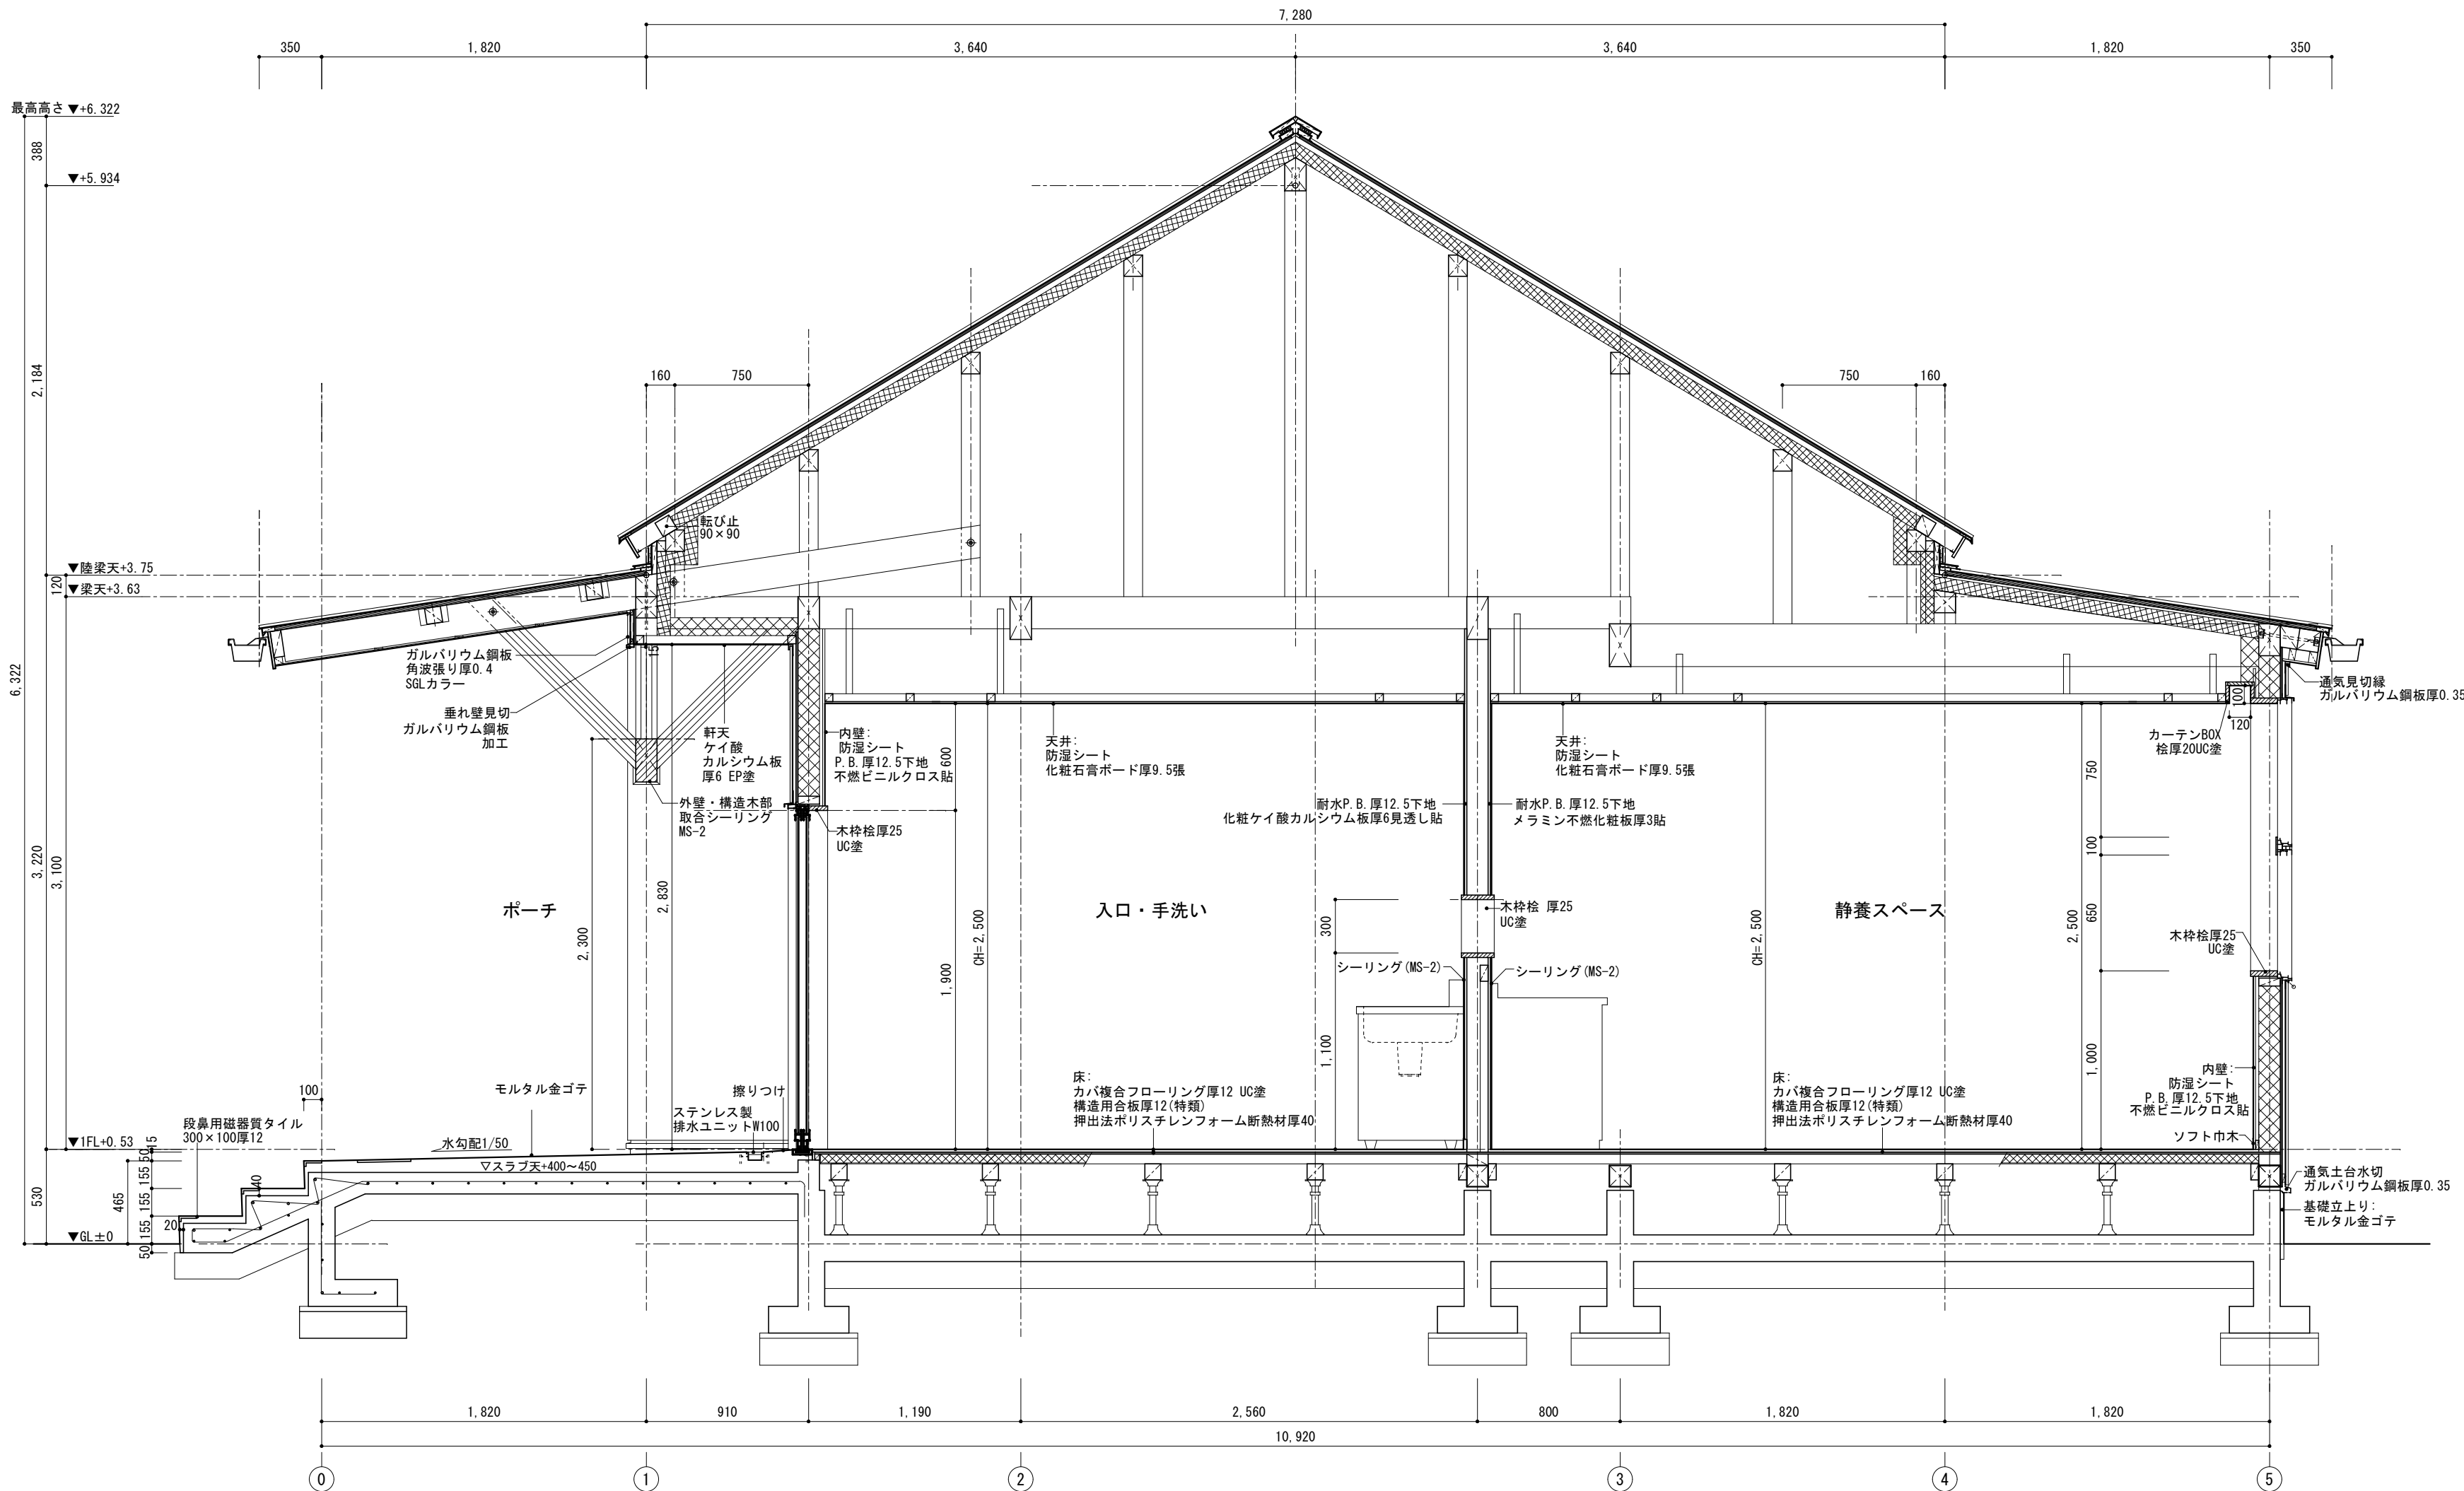 7,280
350
1,820
3,640
3,640
1,820
350
最高高さ ▼+6.322
388
▼+5.934
2,184
160
750
750
160
転び止
90×90
▼陸梁天+3.75
120
▼梁天+3.63
6,322
3,220
3,100
ガルバリウム鋼板
角波張り厚0.4
SGLカラー
15
垂れ壁見切
ガルバリウム鋼板
加工
軒天
ケイ酸
カルシウム板
厚6 EP塗
内壁:
防湿シート
P.B.厚12.5下地
不燃ビニルクロス貼
600
天井:
防湿シート
化粧石膏ボード厚9.5張
天井:
防湿シート
化粧石膏ボード厚9.5張
通気見切縁
ガルバリウム鋼板厚0.35
100
120
カーテンBOX
桧厚20UC塗
750
外壁・構造木部
取合シーリング
MS-2
木枠桧厚25
UC塗
耐水P.B.厚12.5下地
化粧ケイ酸カルシウム板厚6見透し貼
耐水P.B.厚12.5下地
メラミン不燃化粧板厚3貼
100
2,830
ポーチ
2,300
入口・手洗い
CH=2,500
1,900
300
木枠桧 厚25
UC塗
静養スペース
CH=2,500
2,500
650
木枠桧厚25
UC塗
シーリング(MS-2)
シーリング(MS-2)
1,100
1,000
100
モルタル金ゴテ
擦りつけ
ステンレス製
排水ユニットW100
床:
カバ複合フローリング厚12 UC塗
構造用合板厚12(特類)
押出法ポリスチレンフォーム断熱材厚40
床:
カバ複合フローリング厚12 UC塗
構造用合板厚12(特類)
押出法ポリスチレンフォーム断熱材厚40
内壁:
防湿シート
P.B.厚12.5下地
不燃ビニルクロス貼
ソフト巾木
段鼻用磁器質タイル
300×100厚12
▼1FL+0.53
15
50
水勾配1/50
▽スラブ天+400～450
155
40
155
465
530
155
20
50
▼GL±0
通気土台水切
ガルバリウム鋼板厚0.35
基礎立上り:
モルタル金ゴテ
1,820
910
1,190
2,560
800
1,820
1,820
10,920
0
1
2
3
4
5